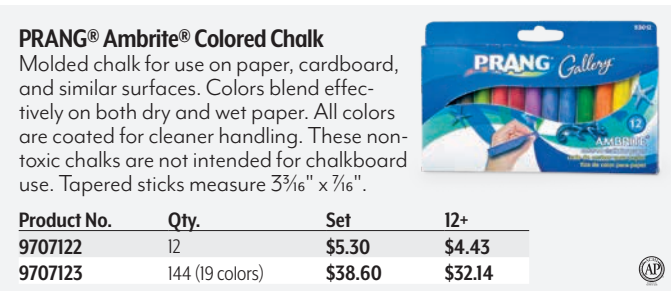 PRANG® Ambrite® Colored Chalk
Molded chalk for use on paper, cardboard,
and similar surfaces. Colors blend effec-
tively on both dry and wet paper. All colors
are coated for cleaner handling. These non-
toxic chalks are not intended for chalkboard
use. Tapered sticks measure 3³⁄₁₆" x ⁷⁄₁₆".
PRANG Gallery
12
AMBRITE
Product No. Qty. Set 12+
9707122 12 $5.30 $4.43
9707123 144 (19 colors) $38.60 $32.14
AP